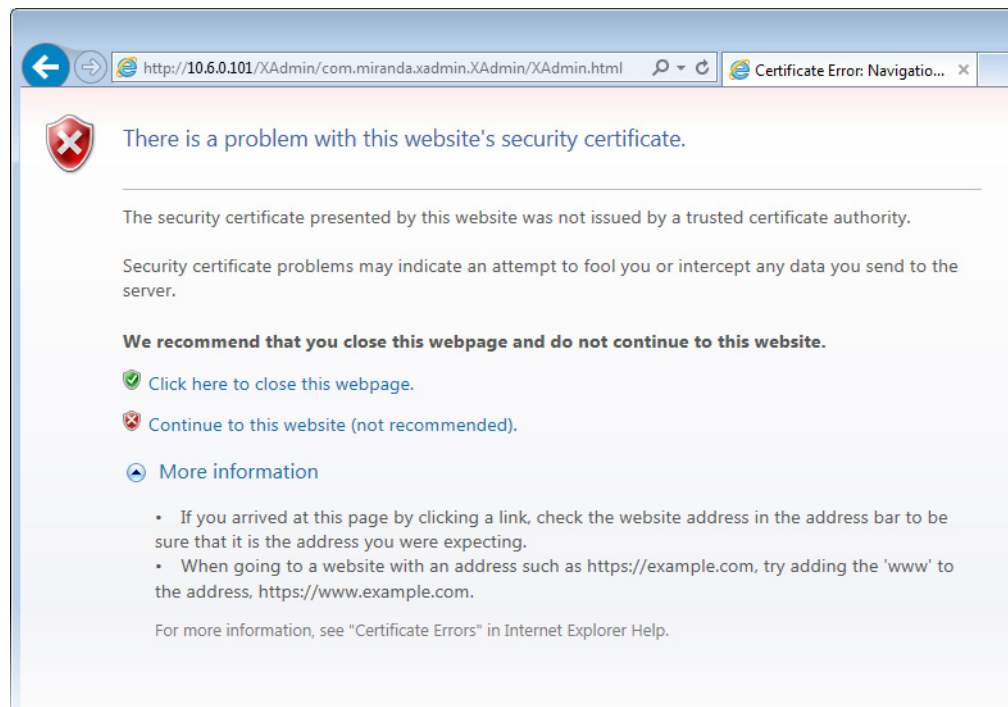 http://10.6.0.101/XAdmin/com.miranda.xadmin.XAdmin/XAdmin.html
Certificate Error: Navigatio...
There is a problem with this website's security certificate.
The security certificate presented by this website was not issued by a trusted certificate authority.
Security certificate problems may indicate an attempt to fool you or intercept any data you send to the
server.
We recommend that you close this webpage and do not continue to this website.
Click here to close this webpage.
Continue to this website (not recommended).
More information
• If you arrived at this page by clicking a link, check the website address in the address bar to be
sure that it is the address you were expecting.
• When going to a website with an address such as https://example.com, try adding the 'www' to
the address, https://www.example.com.
For more information, see "Certificate Errors" in Internet Explorer Help.